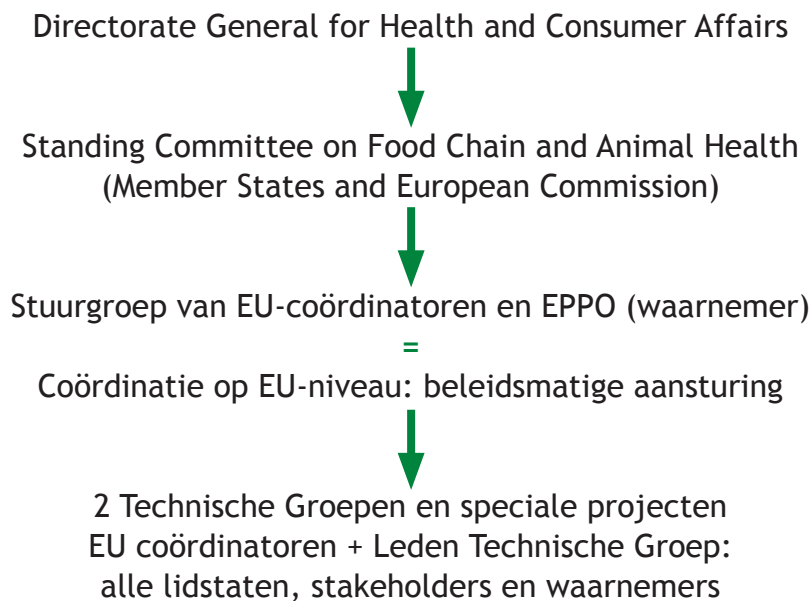 Directorate General for Health and Consumer Affairs
Standing Committee on Food Chain and Animal Health
(Member States and European Commission)
Stuurgroep van EU-coördinatoren en EPPO (waarnemer)
=
Coördinatie op EU-niveau: beleidsmatige aansturing
2 Technische Groepen en speciale projecten
EU coördinatoren + Leden Technische Groep:
alle lidstaten, stakeholders en waarnemers